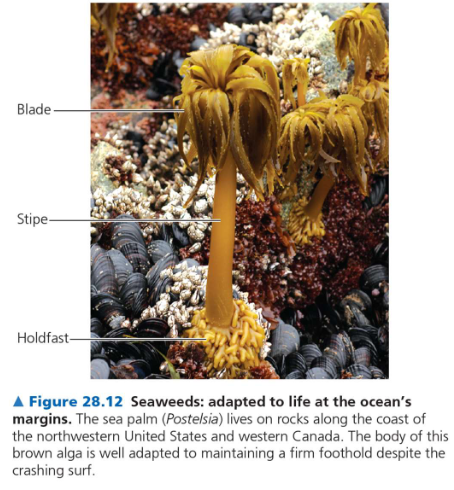 Blade
Stipe
Holdfast
▲ Figure 28.12 Seaweeds: adapted to life at the ocean's
margins. The sea palm (Postelsia) lives on rocks along the coast of
the northwestern United States and western Canada. The body of this
brown alga is well adapted to maintaining a firm foothold despite the
crashing surf.